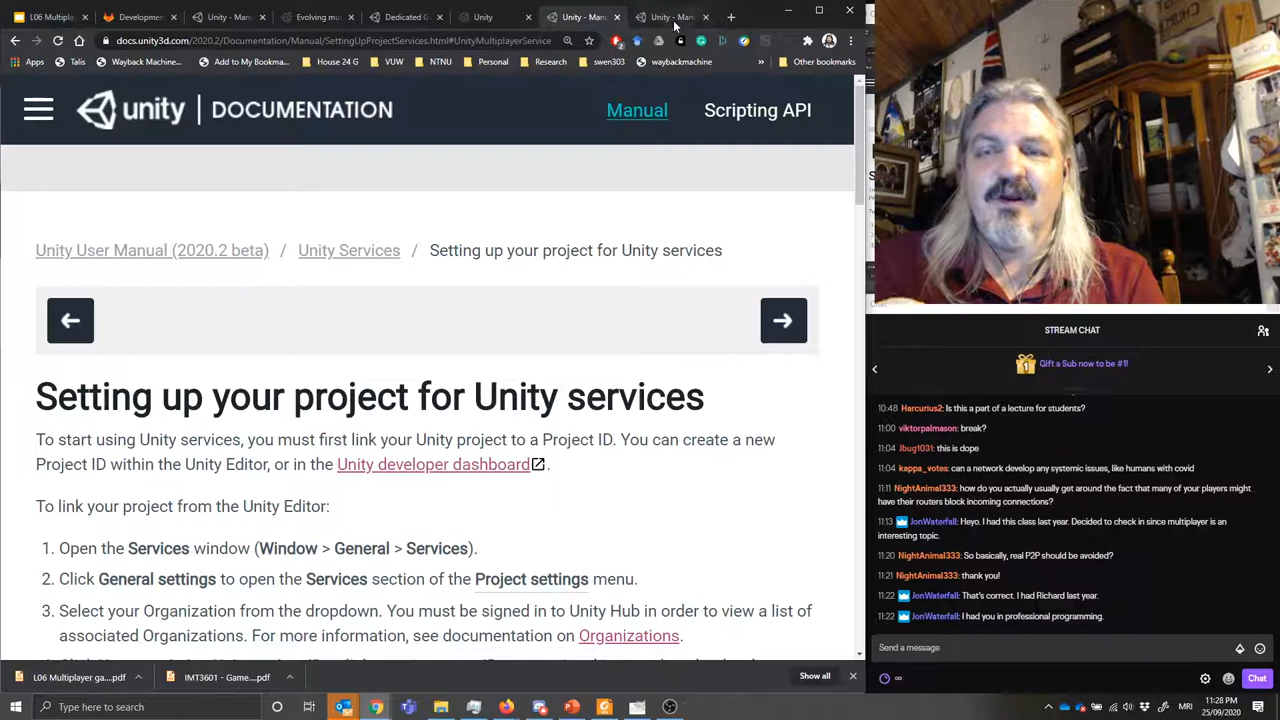 Unity - Manu
Unity - Man
docs.unity3d.com/2020.2/Documentation/Manual/SettingUpProjectServices.html#UnityMultiplayerService
Apps
Talis
Wayback Mac...
Add to My Bookma...
House 24 G
VUW
NTNU
Personal
Research
swen303
waybackmachine
»
unity | DOCUMENTATION
Manual
Scripting API
Unity User Manual (2020.2 beta) / Unity Services / Setting up your project for Unity services
Setting up your project for Unity services
To start using Unity services, you must first link your Unity project to a Project ID. You can create a new
Project ID within the Unity Editor, or in the Unity developer dashboard.
To link your project from the Unity Editor:
1. Open the Services window (Window > General > Services).
2. Click General settings to open the Services section of the Project settings menu.
3. Select your Organization from the dropdown. You must be signed in to Unity Hub in order to view a list of
associated Organizations. For more information, see documentation on Organizations.
L06 Multiplayer ga....pdf
IMT3601 - Game....pdf
Show all
Type here to search
STREAM CHAT
1
Gift a Sub now to be #1!
10:48 Harcurius2: Is this a part of a lecture for students?
11:00 viktorpalmason: break?
11:04 Jbug1031: this is dope
11:04 kappa_votes: can a network develop any systemic issues, like humans with covid
11:11 NightAnimal333: how do you actually usually get around the fact that many of your players might
have their routers block incoming connections?
11:13 JonWaterfall: Heyo. I had this class last year. Decided to check in since multiplayer is an
interesting topic.
11:20 NightAnimal333: So basically, real P2P should be avoided?
11:21 NightAnimal333: thank you!
11:22 JonWaterfall: That's correct. I had Richard last year.
11:22 JonWaterfall: I had you in professional programming.
Send a message
Chat
MRI
11:28 PM
25/09/2020